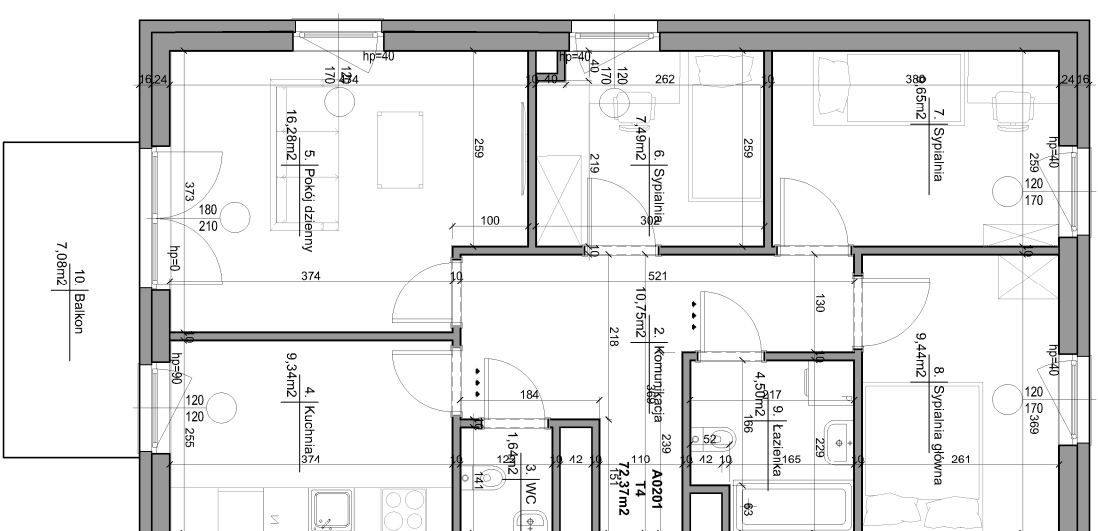 hp=40
hp=40
120
170
434
120
170
16
24
10
40
40
262
10
24
16
5. Pokój dzienny
16,28m2
6. Sypialnia
7,49m2
7. Sypialnia
9,65m2
259
219
259
259
hp=40
120
170
373
180
210
hp=0
100
302
10
10
374
10
521
130
10. Balkon
7,08m2
2. Komunikacja
10,75m2
218
10
10
hp=90
120
120
255
4. Kuchnia
9,34m2
184
4,50m2
217
9. Łazienka
166
229
8. Sypialnia główna
9,44m2
hp=40
120
170
369
52
374
10
10
42
10
110
239
10
42
10
165
10
261
1,64m2
3. WC
141
151
A0201
T4
72,37m2
63